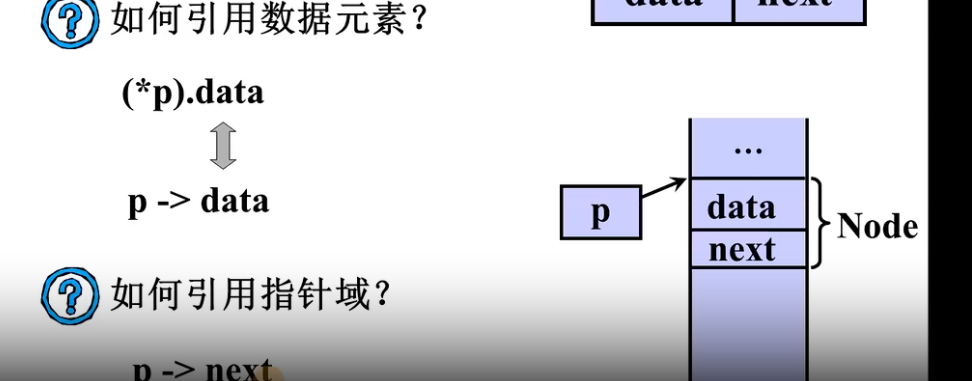 如何引用数据元素？
data next
(*p).data
p -> data
…
p
data
next
Node
如何引用指针域？
p -> next